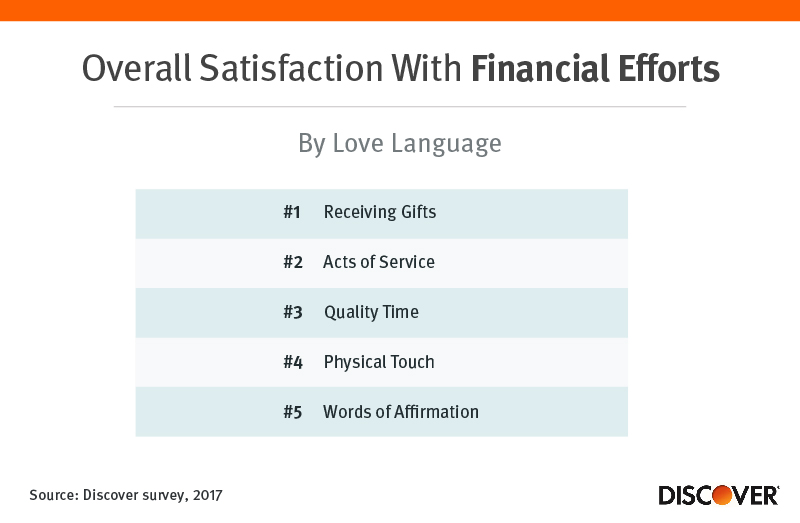 Overall Satisfaction With Financial Efforts
By Love Language
#1 Receiving Gifts
#2 Acts of Service
#3 Quality Time
#4 Physical Touch
#5 Words of Affirmation
Source: Discover survey, 2017
DISCOVER